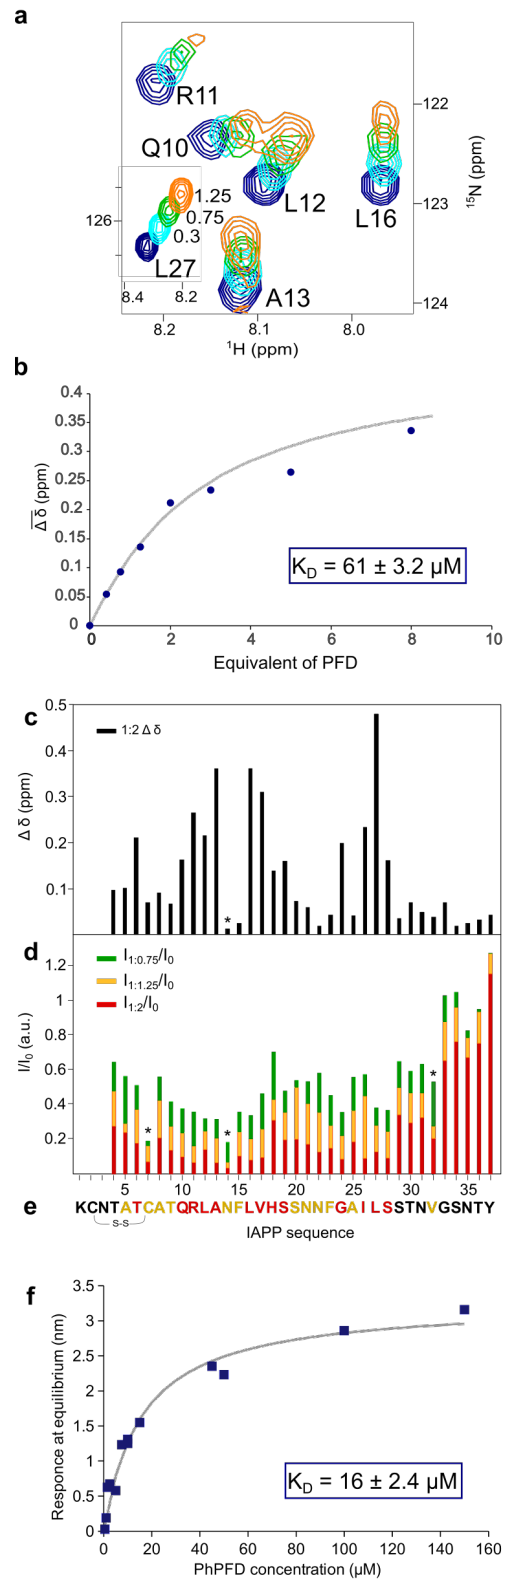 a
R11
Q10
L12
L16
A13
L27
1.25
0.75
0.3
126
8.4
8.2
122
123
124
¹⁵N (ppm)
8.2
8.1
8.0
¹H (ppm)
b
0.4
0.35
0.3
0.25
0.2
0.15
0.1
0.05
0
Δ̅ δ̅ (ppm)
K_D = 61 ± 3.2 µM
0 2 4 6 8 10
Equivalent of PFD
c
0.5
0.4
0.3
0.2
0.1
Δ δ (ppm)
1:2 Δ δ
*
d
I1:0.75/I0
I1:1.25/I0
I1:2/I0
1.2
1
0.8
0.6
0.4
0.2
I/I0 (a.u.)
* * *
5 10 15 20 25 30 35
e KCNTATCATQRLANFLVHSSNNFGAILSSTNVGSNTY
S-S
IAPP sequence
f
3.5
3
2.5
2
1.5
1
0.5
0
Responce at equilibrium (nm)
K_D = 16 ± 2.4 µM
0 20 40 60 80 100 120 140 160
PhPFD concentration (µM)